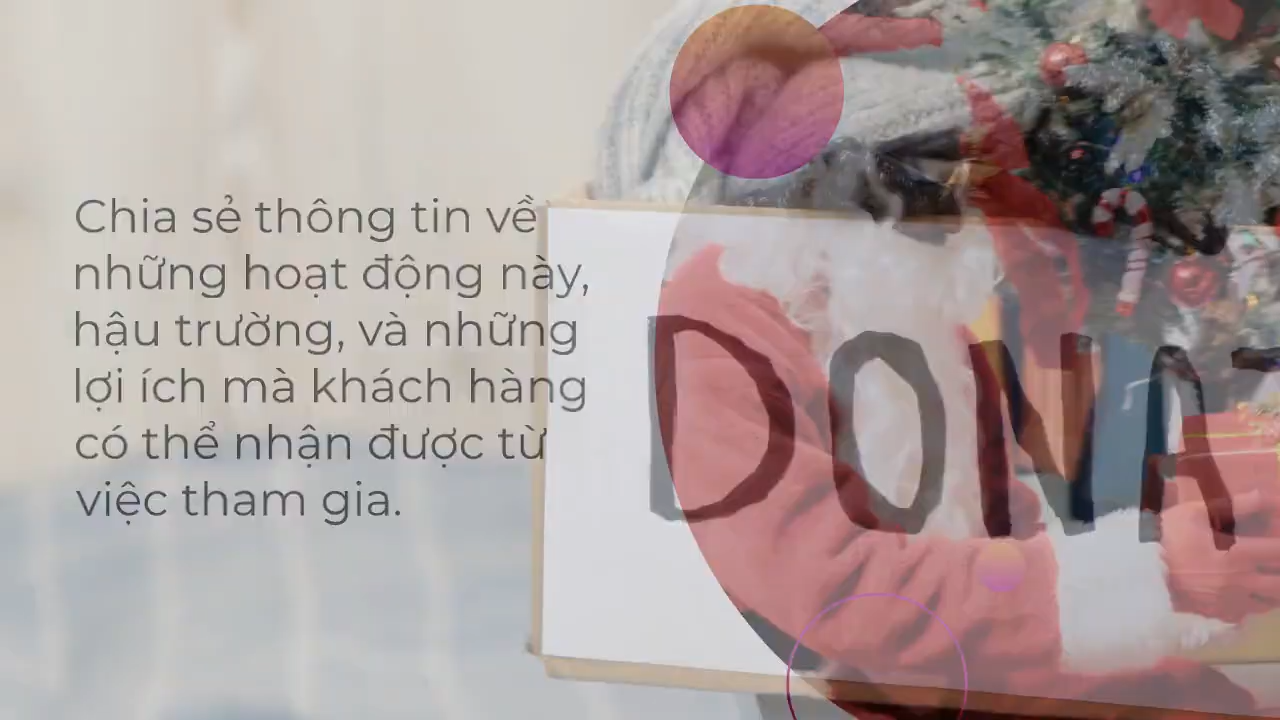 Chia sẻ thông tin về
những hoạt động này,
hậu trường, và những
lợi ích mà khách hàng
có thể nhận được từ
việc tham gia.
DONAT